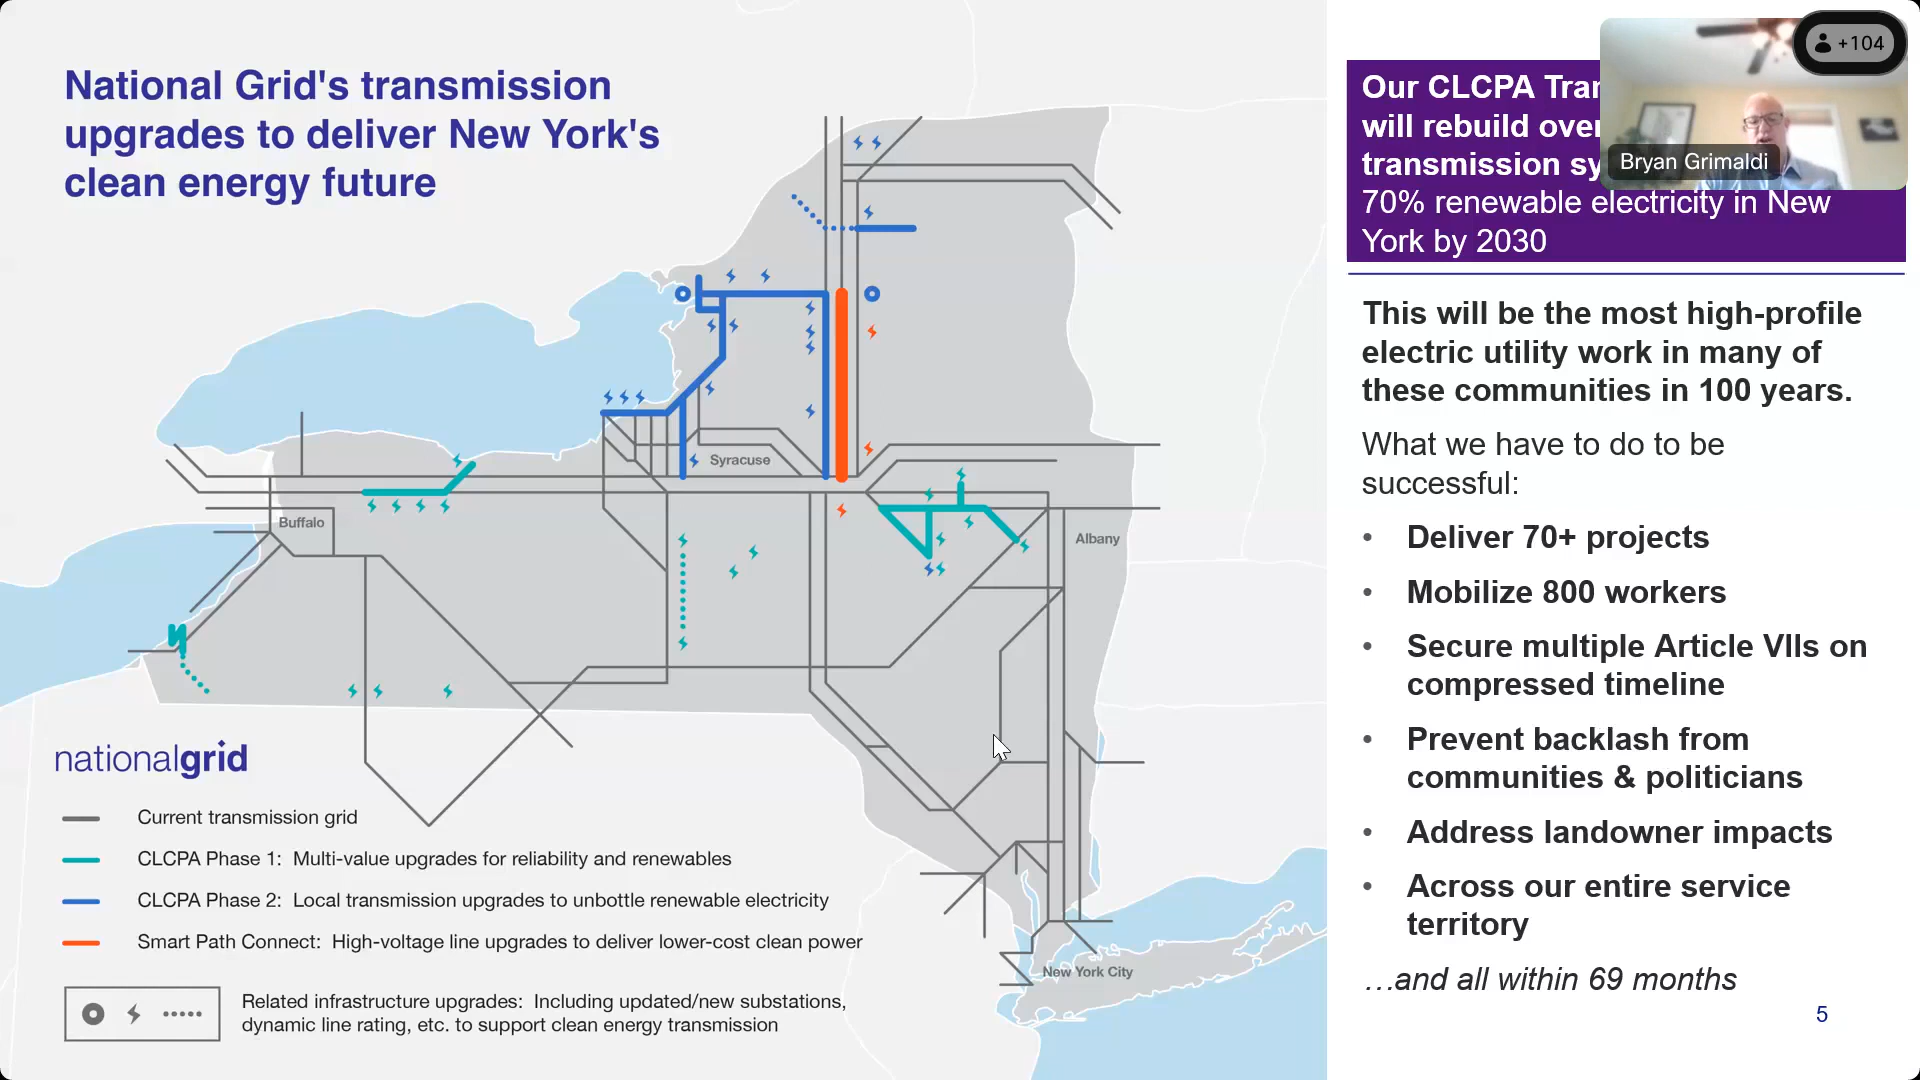 National Grid's transmission
upgrades to deliver New York's
clean energy future
Syracuse
Buffalo
Albany
New York City
nationalgrid
Current transmission grid
CLCPA Phase 1: Multi-value upgrades for reliability and renewables
CLCPA Phase 2: Local transmission upgrades to unbottle renewable electricity
Smart Path Connect: High-voltage line upgrades to deliver lower-cost clean power
Related infrastructure upgrades: Including updated/new substations,
dynamic line rating, etc. to support clean energy transmission
+104
Bryan Grimaldi
Our CLCPA
will rebuild
transmission
70% renewable electricity in New
York by 2030
This will be the most high-profile
electric utility work in many of
these communities in 100 years.
What we have to do to be
successful:
• Deliver 70+ projects
• Mobilize 800 workers
• Secure multiple Article VIIs on
compressed timeline
• Prevent backlash from
communities & politicians
• Address landowner impacts
• Across our entire service
territory
…and all within 69 months
5